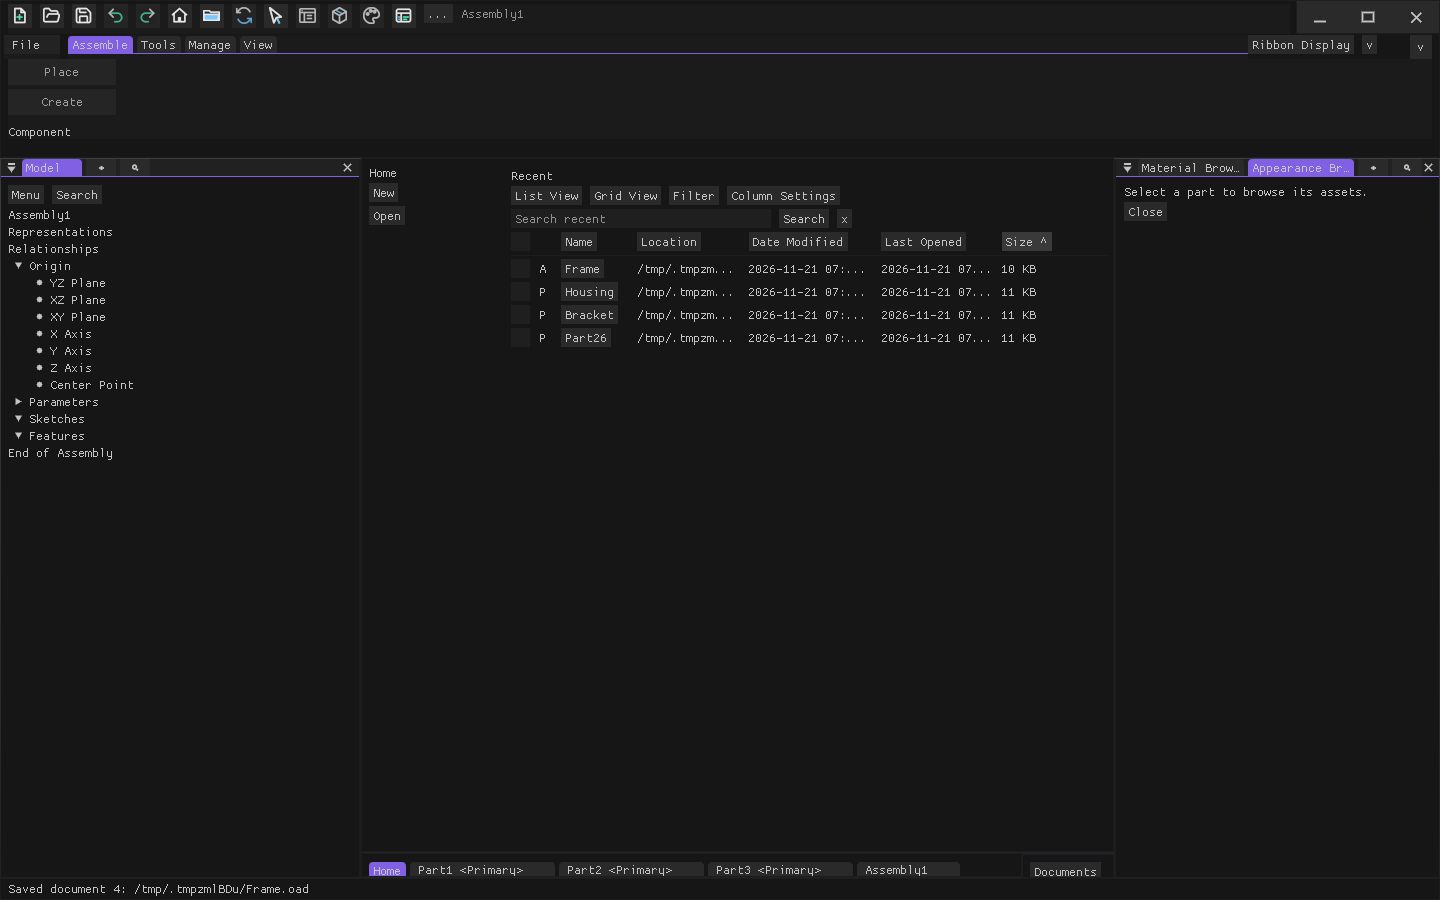 ... Assembly1
File Assemble Tools Manage View Ribbon Display v v
Place
Create
Component
Model
Menu Search
Assembly1
Representations
Relationships
Origin
YZ Plane
XZ Plane
XY Plane
X Axis
Y Axis
Z Axis
Center Point
Parameters
Sketches
Features
End of Assembly
Home
New
Open
Recent
List View Grid View Filter Column Settings
Search recent Search x
Name Location Date Modified Last Opened Size ^
A Frame /tmp/.tmpzm... 2026-11-21 07:... 2026-11-21 07... 10 KB
P Housing /tmp/.tmpzm... 2026-11-21 07:... 2026-11-21 07... 11 KB
P Bracket /tmp/.tmpzm... 2026-11-21 07:... 2026-11-21 07... 11 KB
P Part26 /tmp/.tmpzm... 2026-11-21 07:... 2026-11-21 07... 11 KB
Material Brow... Appearance Br...
Select a part to browse its assets.
Close
Home Part1 <Primary> Part2 <Primary> Part3 <Primary> Assembly1 Documents
Saved document 4: /tmp/.tmpzmlBDu/Frame.oad